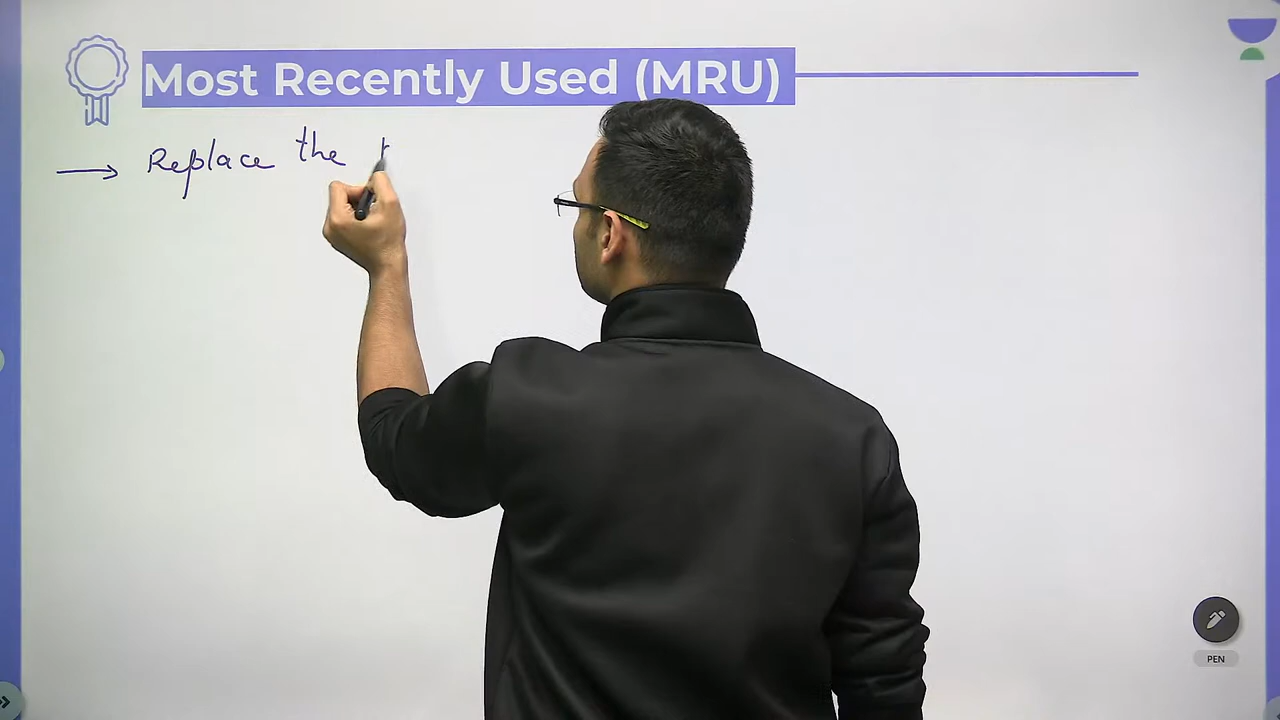 Most Recently Used (MRU)
→ Replace the
PEN